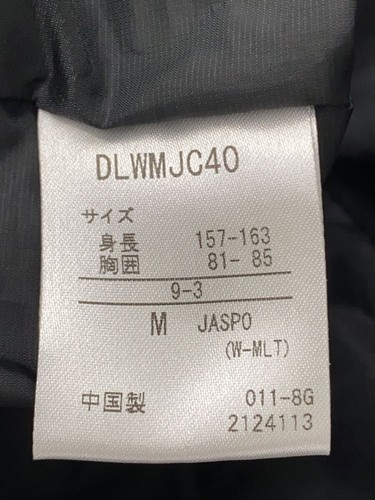 DLWMJC40
サイズ
身長 157-163
胸囲 81- 85
9-3
M JASPO
(W-MLT)
中国製 011-8G
2124113